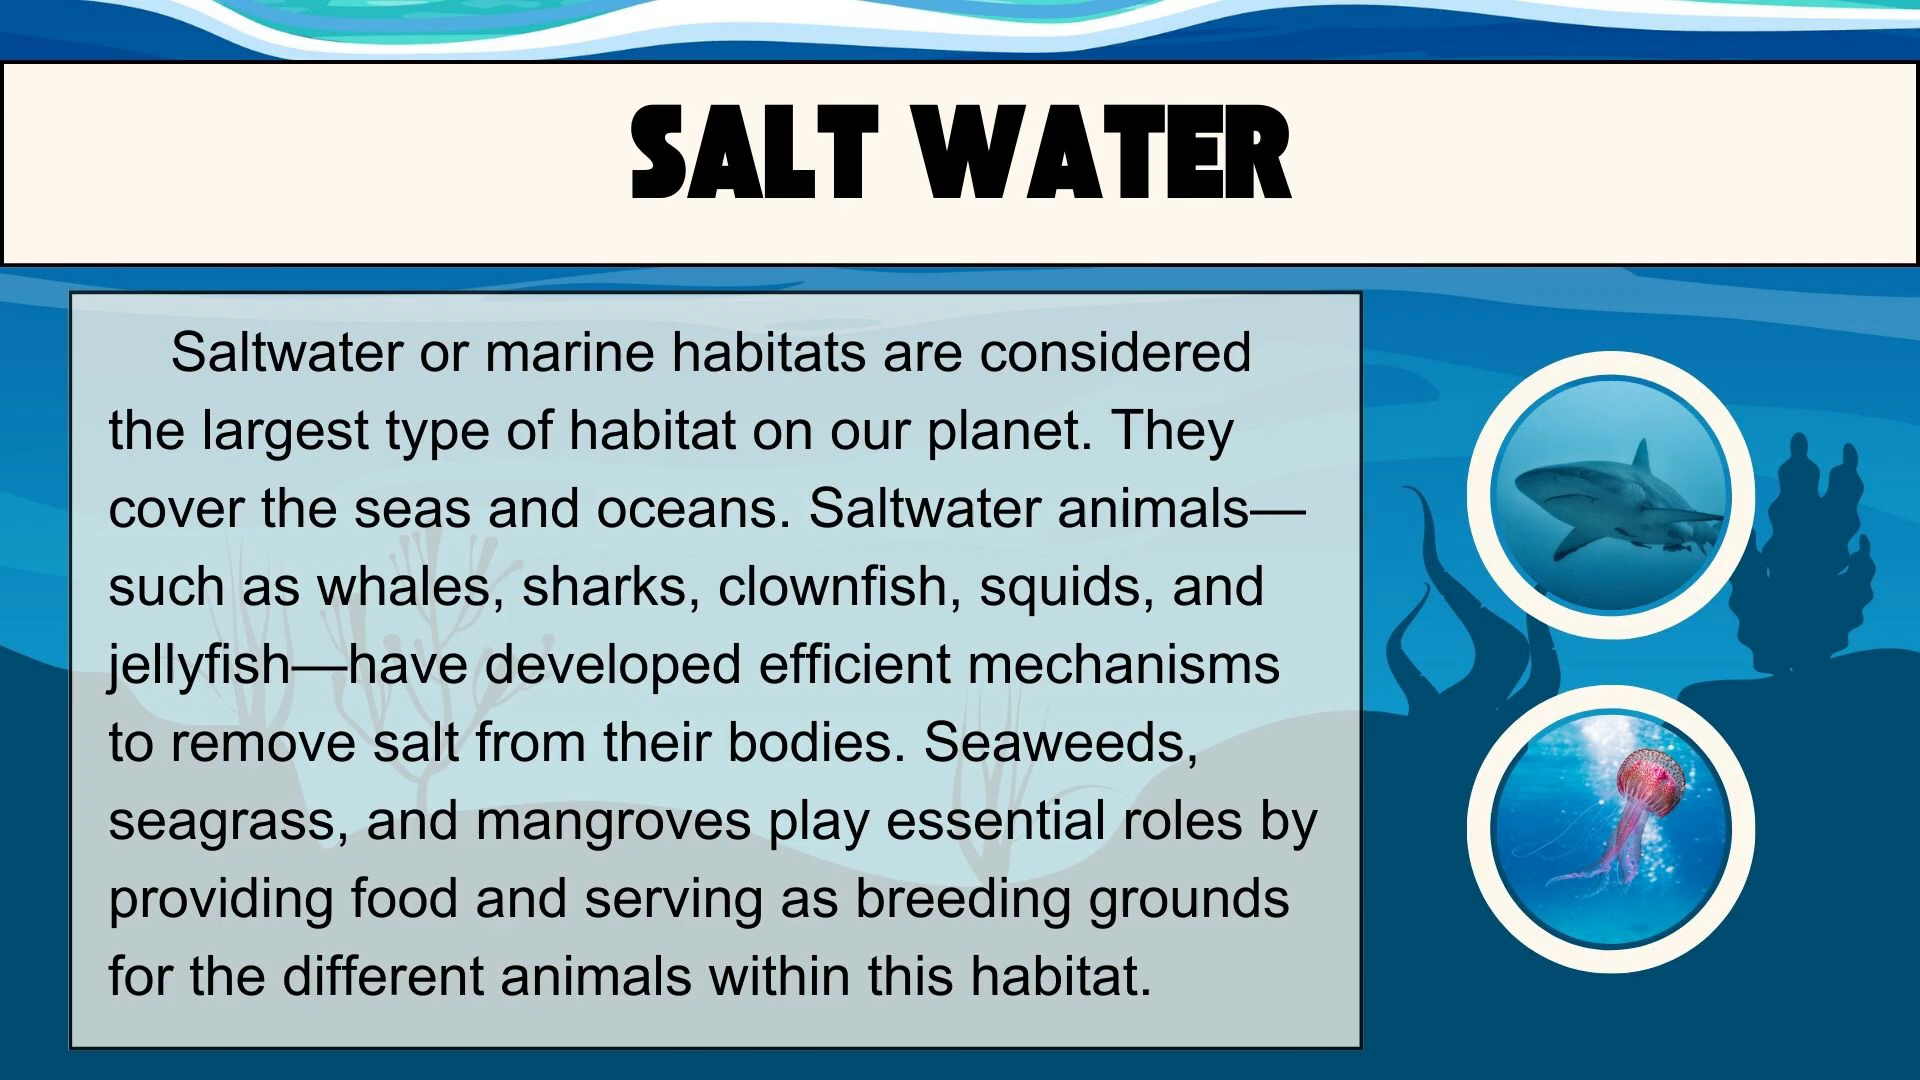 SALT WATER
Saltwater or marine habitats are considered
the largest type of habitat on our planet. They
cover the seas and oceans. Saltwater animals—
such as whales, sharks, clownfish, squids, and
jellyfish—have developed efficient mechanisms
to remove salt from their bodies. Seaweeds,
seagrass, and mangroves play essential roles by
providing food and serving as breeding grounds
for the different animals within this habitat.